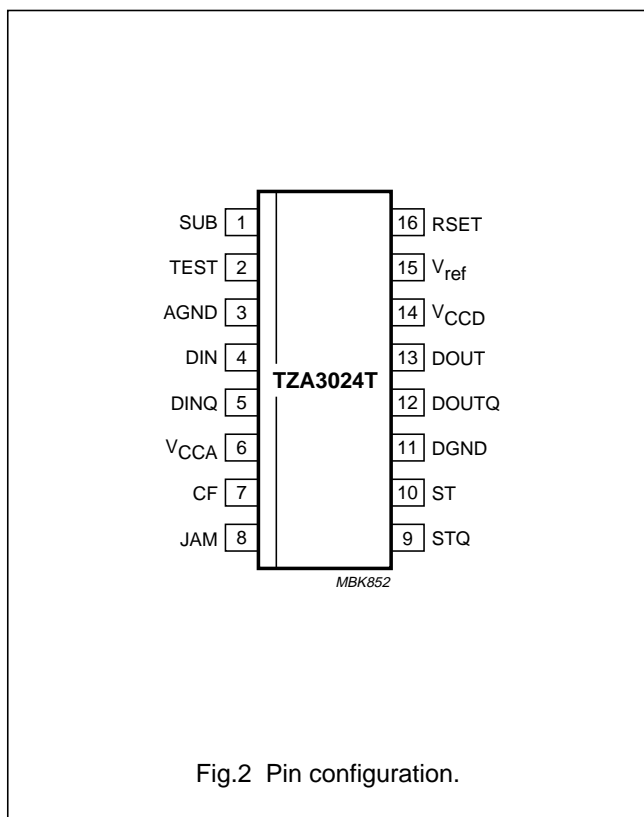 SUB 1
TEST 2
AGND 3
DIN 4
DINQ 5
VCCA 6
CF 7
JAM 8
TZA3024T
16 RSET
15 Vref
14 VCCD
13 DOUT
12 DOUTQ
11 DGND
10 ST
9 STQ
MBK852
Fig.2 Pin configuration.